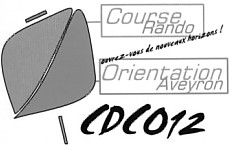 Course
Rando
ouvrez-vous de nouveaux horizons !
Orientation
Aveyron
CDCO12